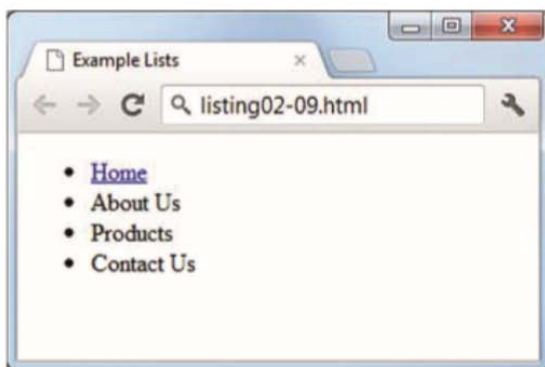 Example Lists
listing02-09.html
Home
About Us
Products
Contact Us